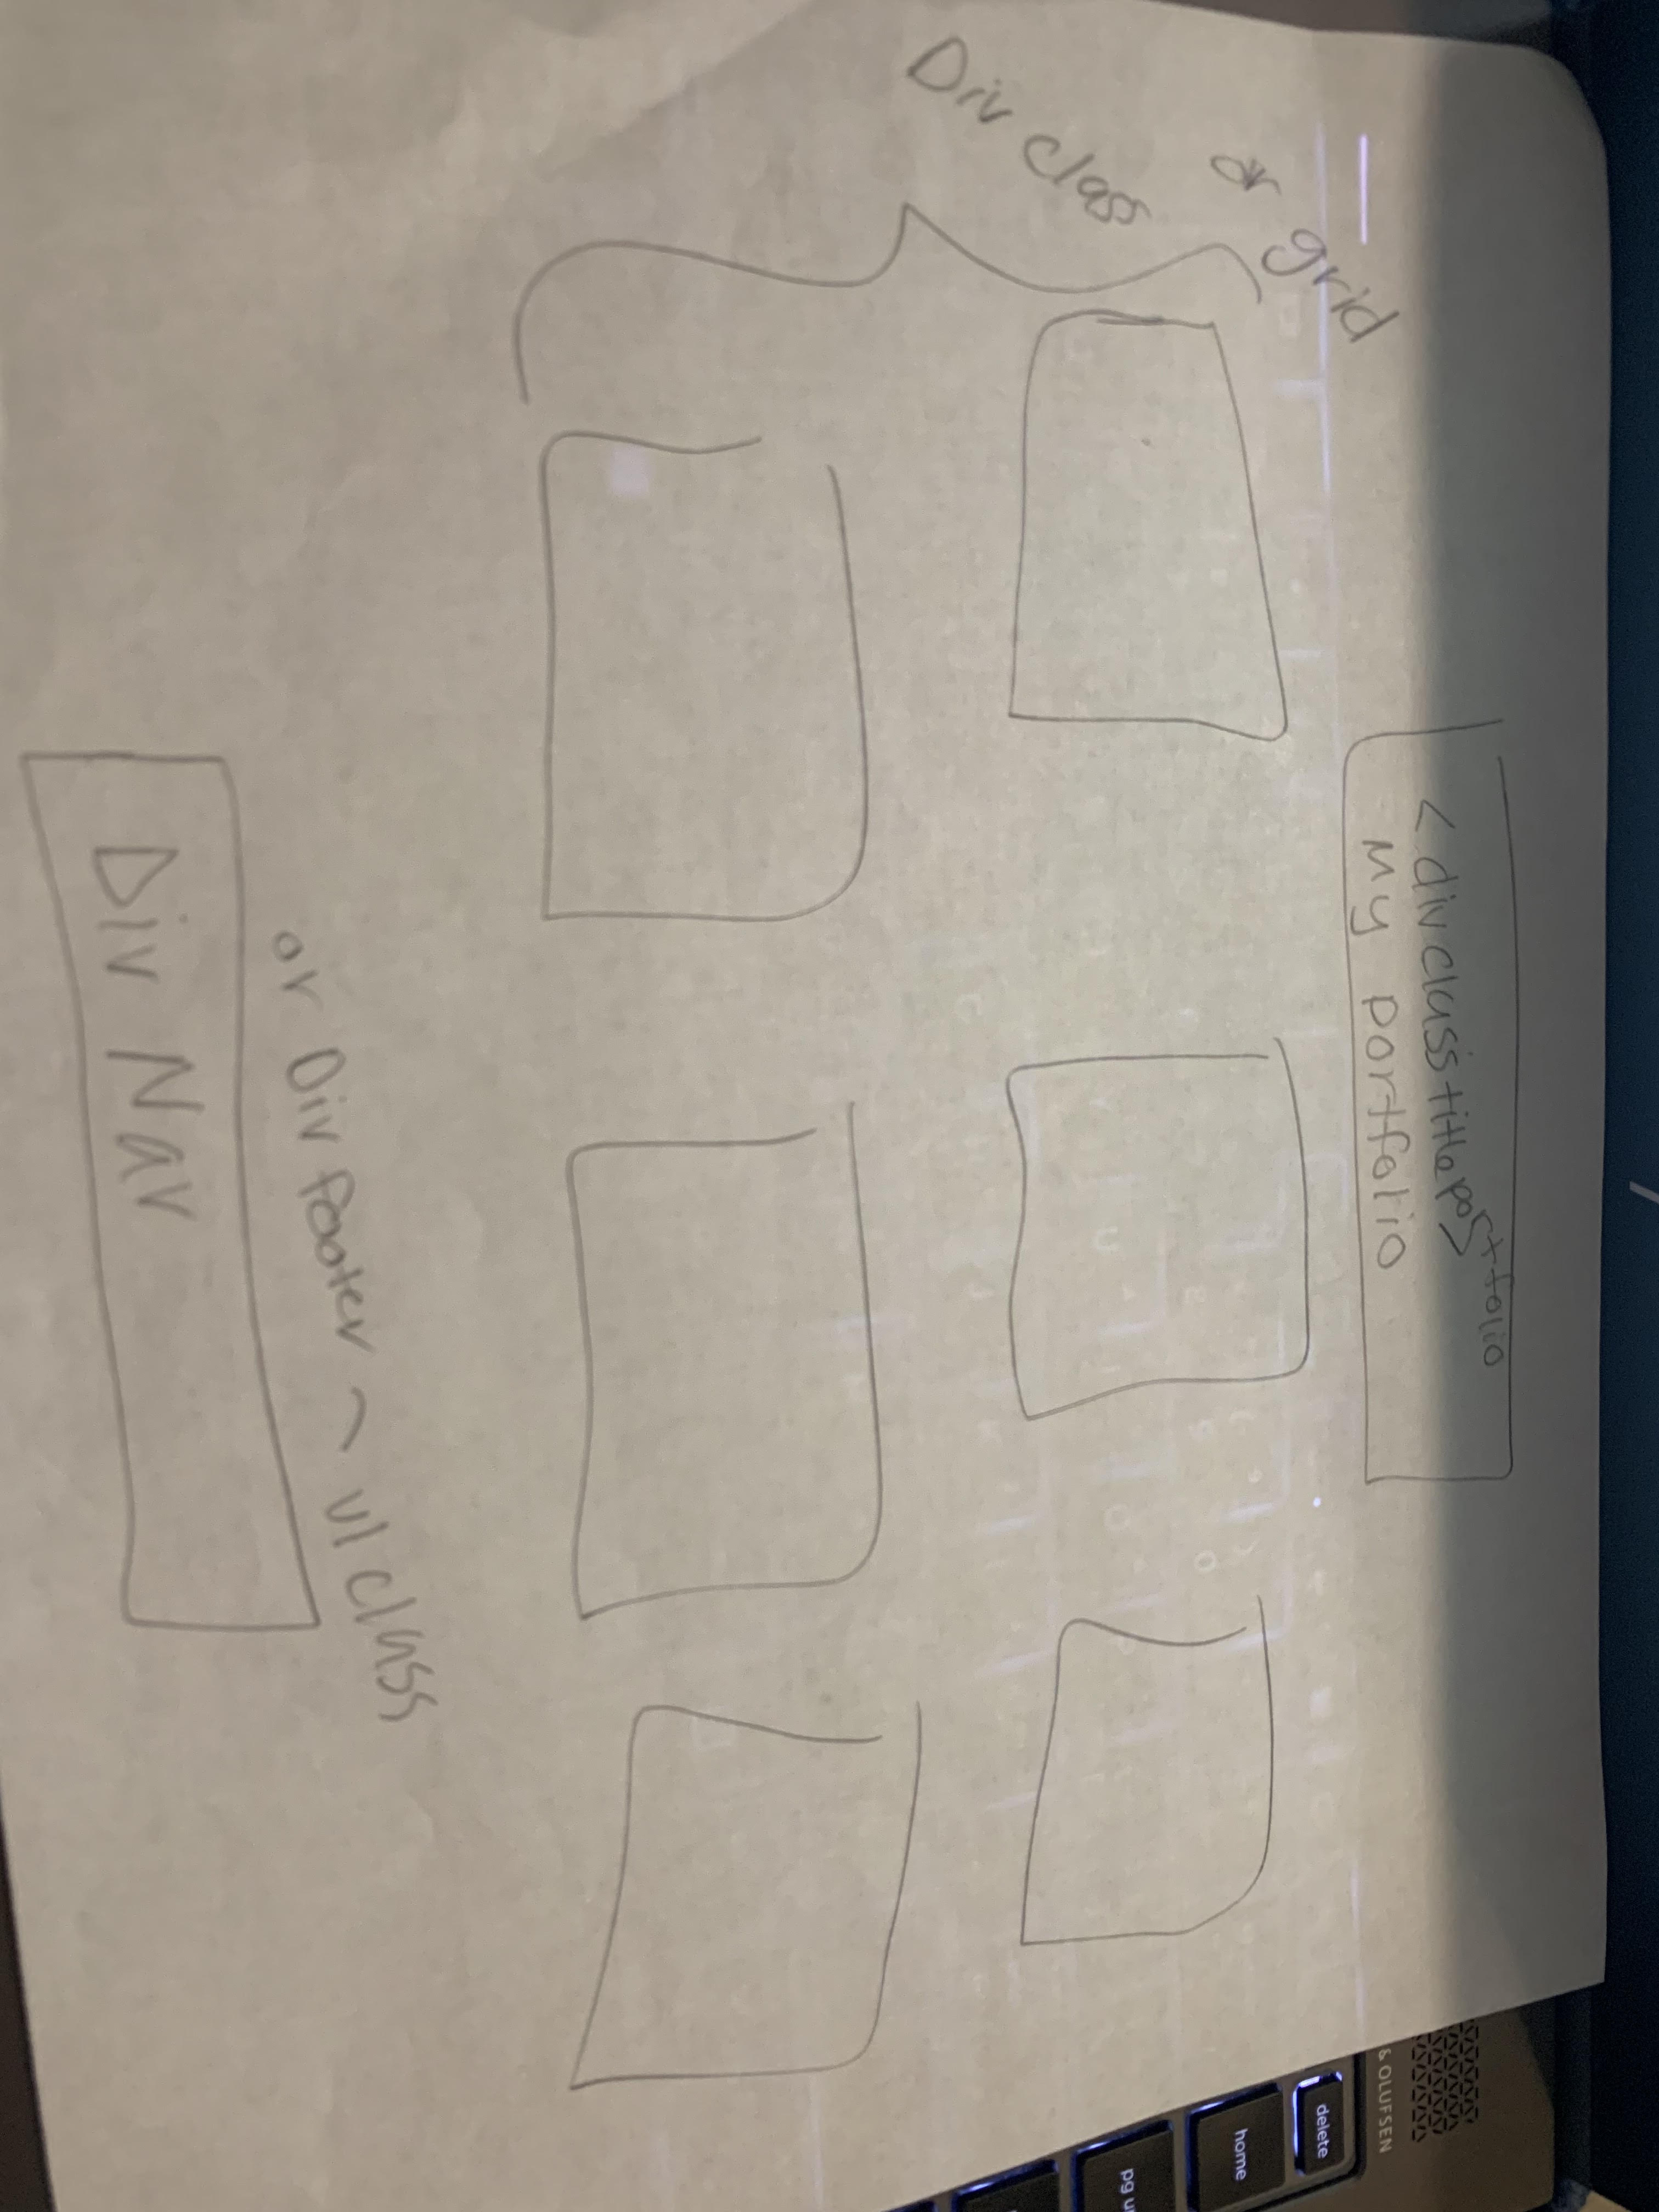 <div class title portfolio>
My portfolio
or grid
Div class
or Div footer ~ ul class
Div Nav
& OLUFSEN
delete
home
pg u